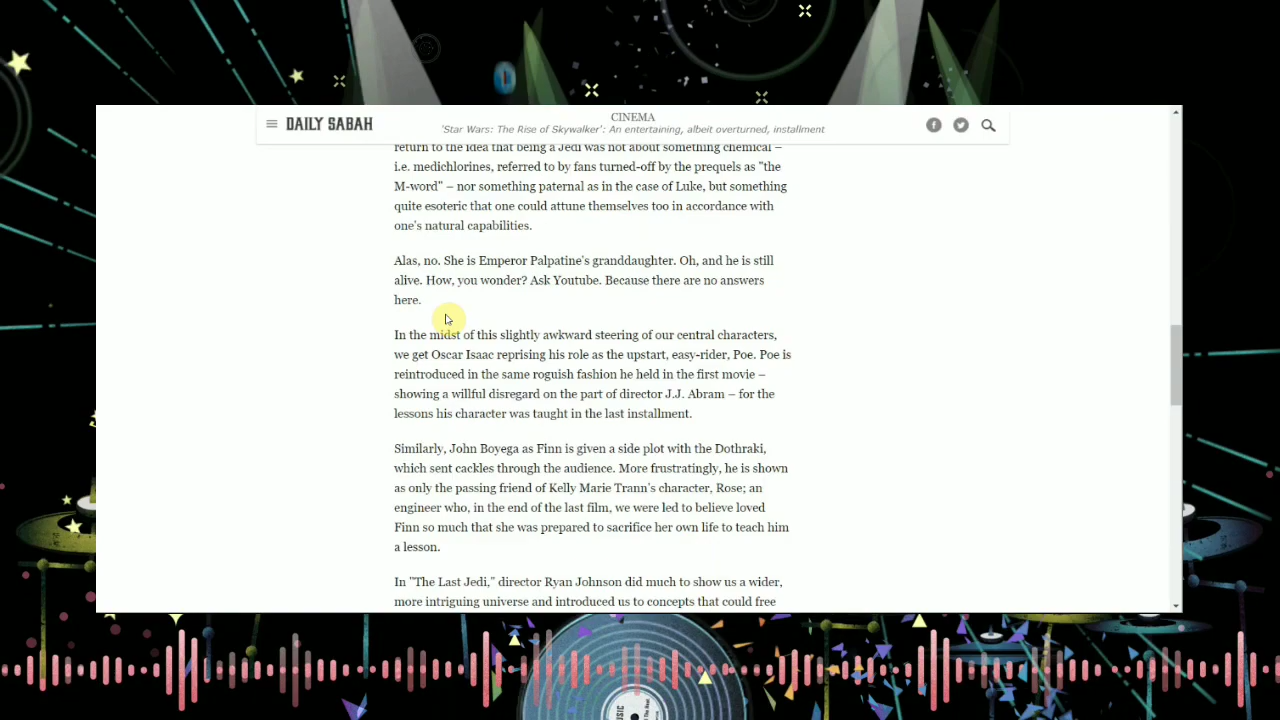 CINEMA
DAILY SABAH
'Star Wars: The Rise of Skywalker': An entertaining, albeit overturned, installment
return to the idea that being a Jedi was not about something chemical –
i.e. medichlorines, referred to by fans turned-off by the prequels as "the
M-word" – nor something paternal as in the case of Luke, but something
quite esoteric that one could attune themselves too in accordance with
one's natural capabilities.
Alas, no. She is Emperor Palpatine's granddaughter. Oh, and he is still
alive. How, you wonder? Ask Youtube. Because there are no answers
here.
In the midst of this slightly awkward steering of our central characters,
we get Oscar Isaac reprising his role as the upstart, easy-rider, Poe. Poe is
reintroduced in the same roguish fashion he held in the first movie –
showing a willful disregard on the part of director J.J. Abram – for the
lessons his character was taught in the last installment.
Similarly, John Boyega as Finn is given a side plot with the Dothraki,
which sent cackles through the audience. More frustratingly, he is shown
as only the passing friend of Kelly Marie Trann's character, Rose; an
engineer who, in the end of the last film, we were led to believe loved
Finn so much that she was prepared to sacrifice her own life to teach him
a lesson.
In "The Last Jedi," director Ryan Johnson did much to show us a wider,
more intriguing universe and introduced us to concepts that could free
MUSIC